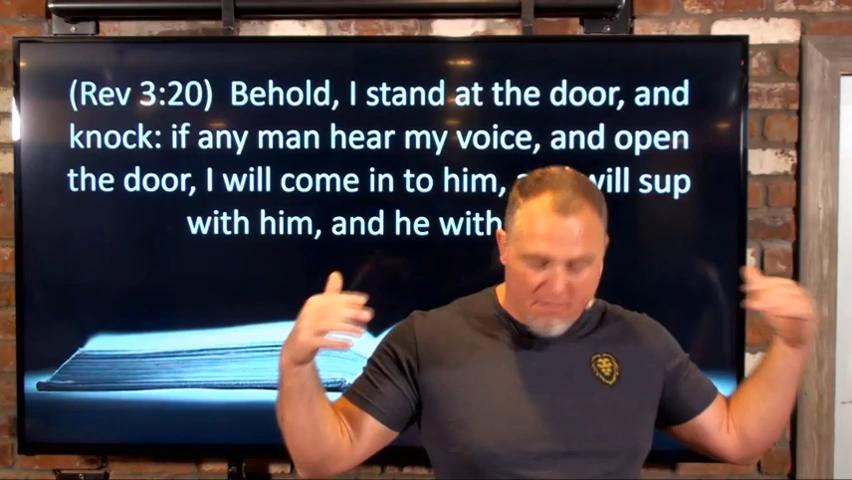 (Rev 3:20) Behold, I stand at the door, and
knock: if any man hear my voice, and open
the door, I will come in to him, will sup
with him, and he with